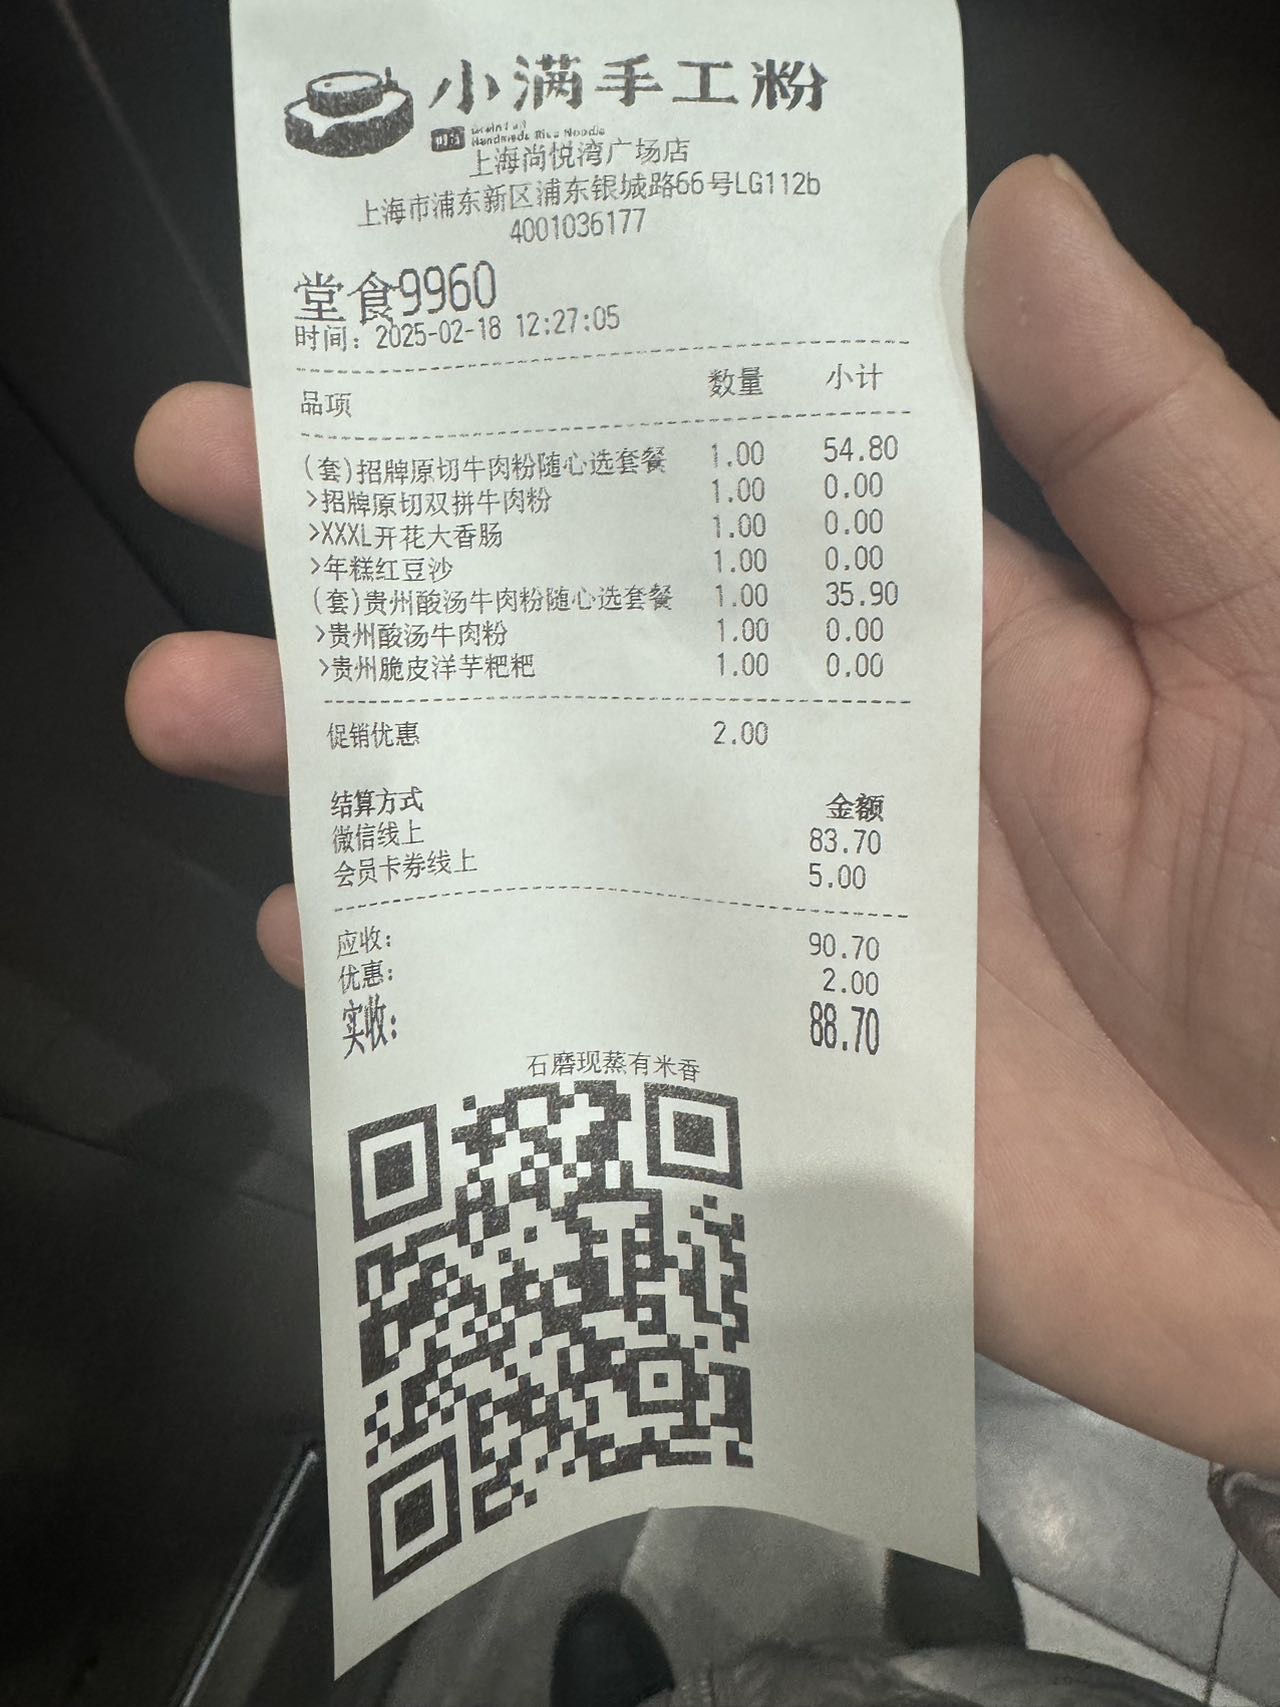 小满手工粉
Handmade Rice Noodle
上海尚悦湾广场店
上海市浦东新区浦东银城路66号LG112b
4001036177
堂食9960
时间：2025-02-18 12:27:05
品项 数量 小计
(套)招牌原切牛肉粉随心选套餐 1.00 54.80
>招牌原切双拼牛肉粉 1.00 0.00
>XXXL开花大香肠 1.00 0.00
>年糕红豆沙 1.00 0.00
(套)贵州酸汤牛肉粉随心选套餐 1.00 35.90
>贵州酸汤牛肉粉 1.00 0.00
>贵州脆皮洋芋粑粑 1.00 0.00
促销优惠 2.00
结算方式 金额
微信线上 83.70
会员卡券线上 5.00
应收： 90.70
优惠： 2.00
实收： 88.70
石磨现蒸有米香